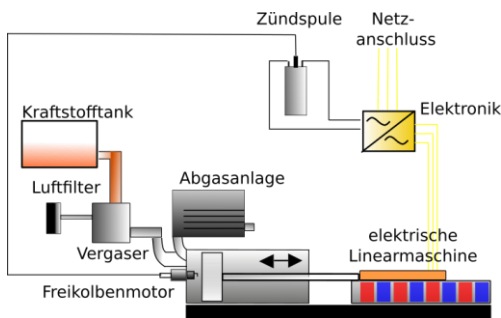 Zündspule
Netz-
anschluss
Kraftstofftank
Elektronik
Luftfilter
Abgasanlage
Vergaser
elektrische
Linearmaschine
Freikolbenmotor